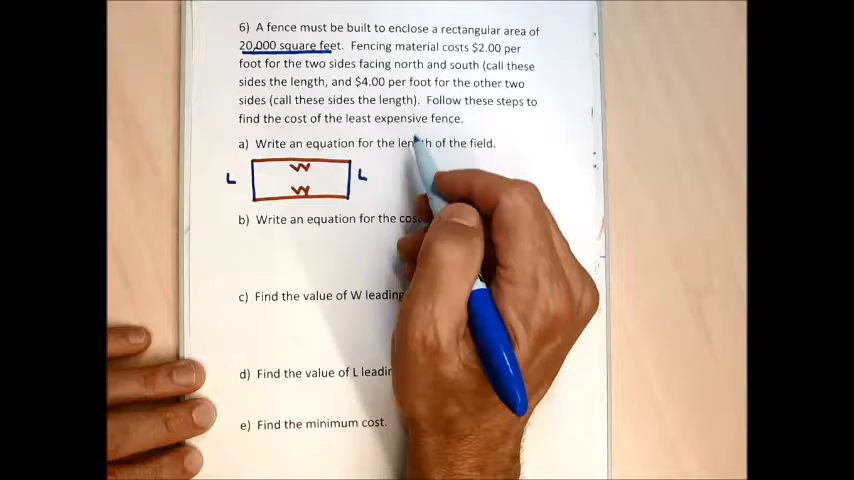 6) A fence must be built to enclose a rectangular area of
20,000 square feet. Fencing material costs $2.00 per
foot for the two sides facing north and south (call these
sides the length, and $4.00 per foot for the other two
sides (call these sides the length). Follow these steps to
find the cost of the least expensive fence.
a) Write an equation for the length of the field.
W
L L
W
b) Write an equation for the cos
c) Find the value of W leading
d) Find the value of L leadin
e) Find the minimum cost.